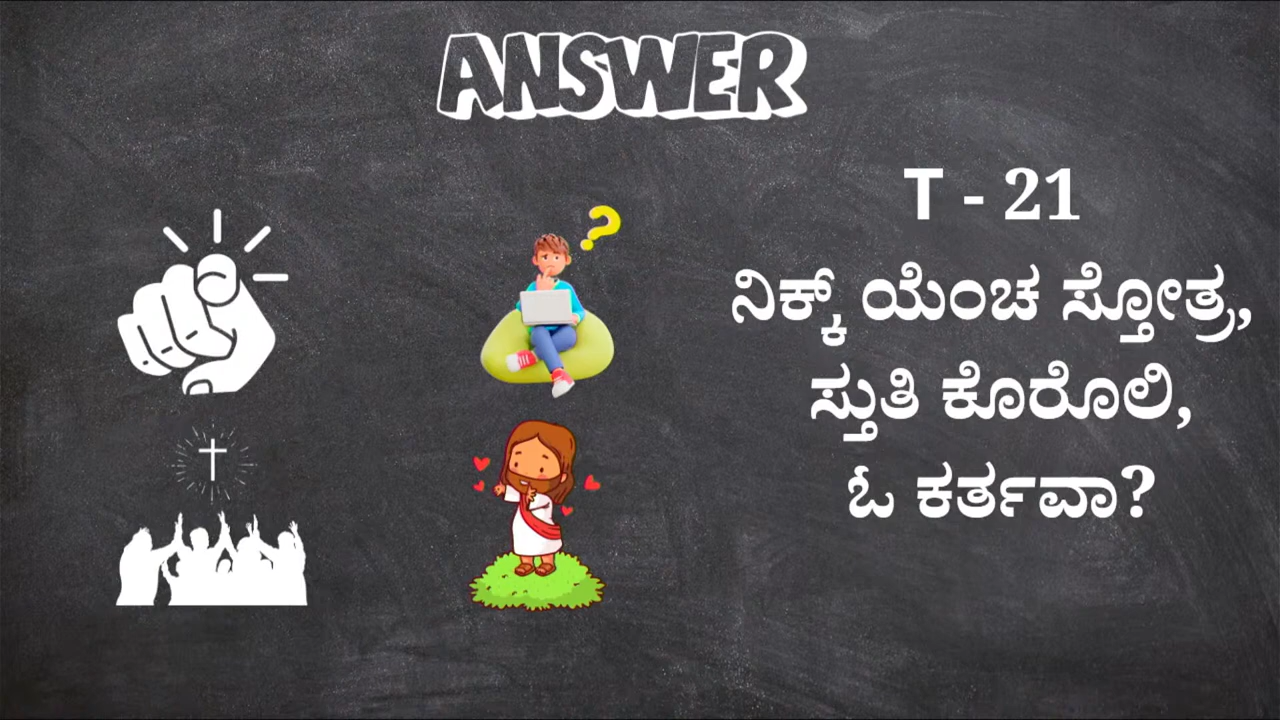 ANSWER
T - 21
ನಿಕ್ಕ್ ಯೆಂಚ ಸ್ತೋತ್ರ,
ಸ್ತುತಿ ಕೊರೊಲಿ,
ಓ ಕರ್ತವಾ?